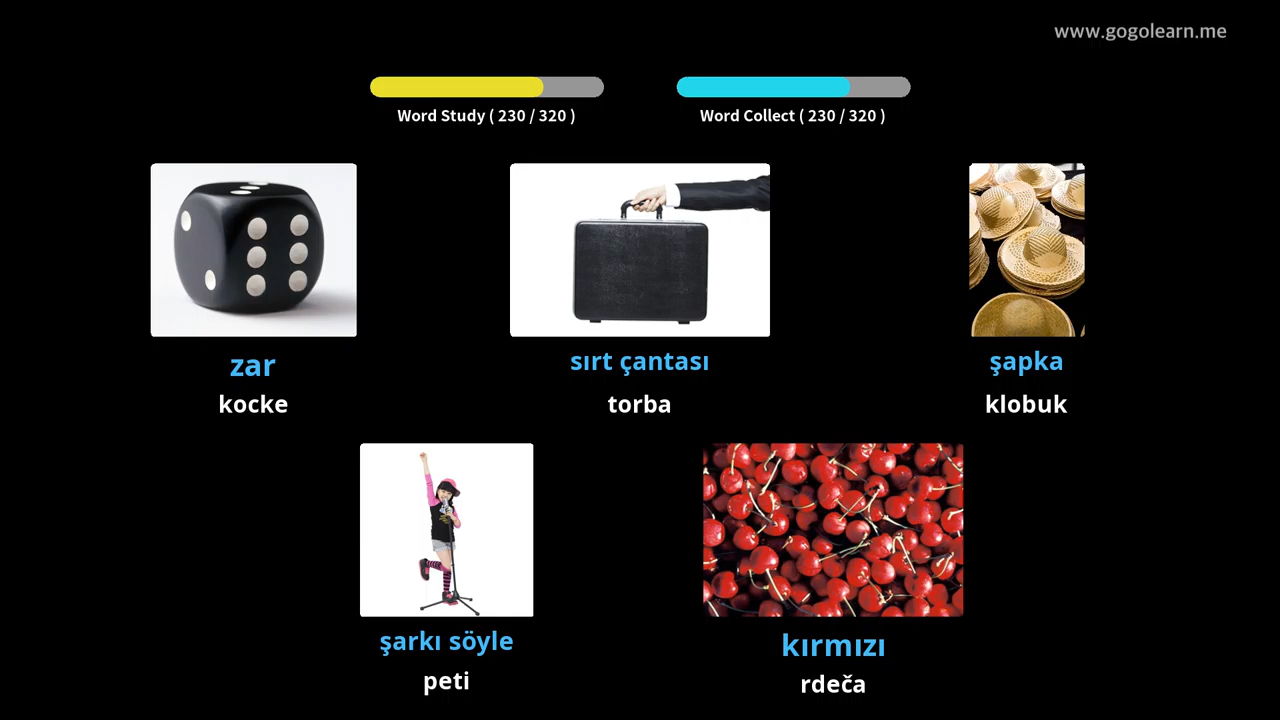 www.gogolearn.me
Word Study ( 230 / 320 )
Word Collect ( 230 / 320 )
zar
kocke
sırt çantası
torba
şapka
klobuk
şarkı söyle
peti
kırmızı
rdeča